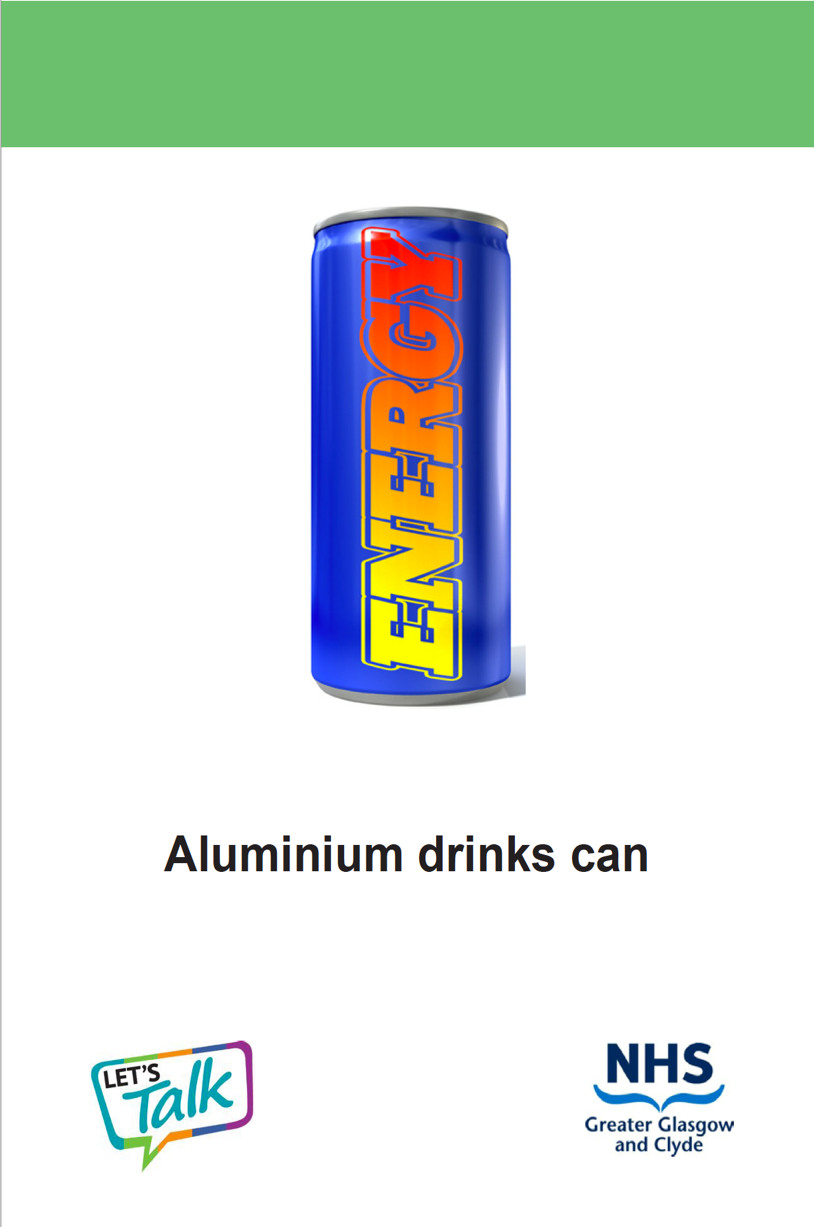 ENERGY
Aluminium drinks can
LET'S
Talk
NHS
Greater Glasgow
and Clyde